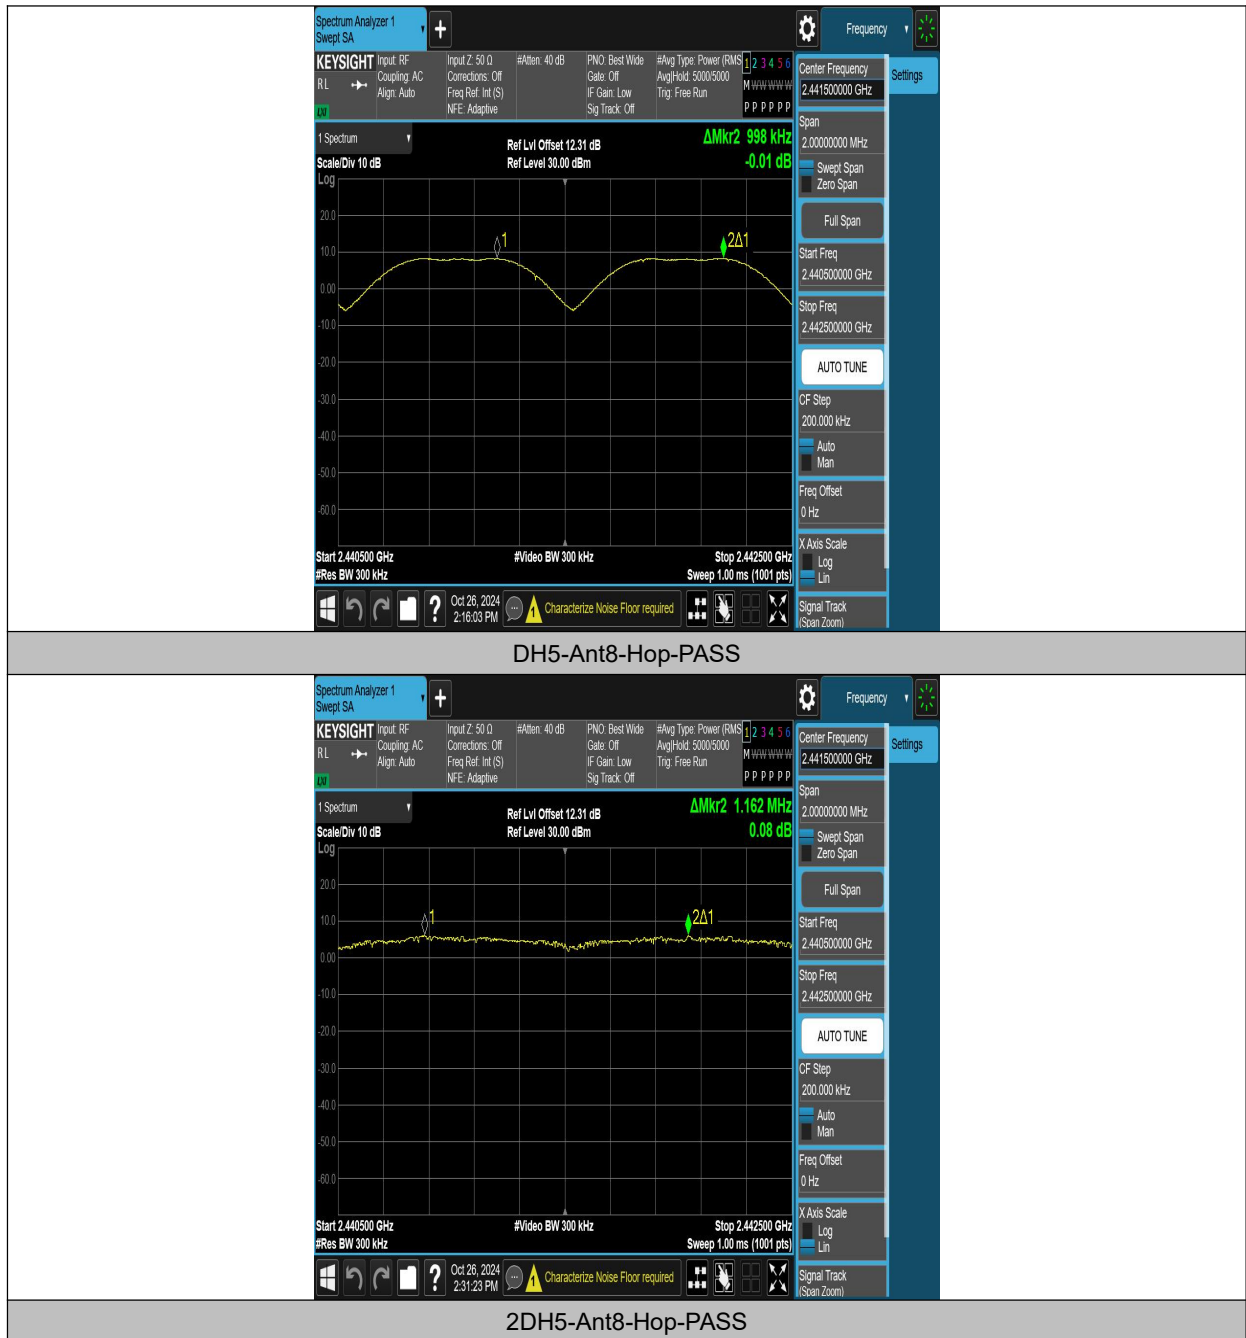 Spectrum Analyzer 1
Swept SA
+
Frequency
KEYSIGHT
RL
LXI
Input: RF
Coupling: AC
Align: Auto
Input Z: 50 Ω
Corrections: Off
Freq Ref: Int (S)
NFE: Adaptive
#Atten: 40 dB
PNO: Best Wide
Gate: Off
IF Gain: Low
Sig Track: Off
#Avg Type: Power (RMS
Avg|Hold: 5000/5000
Trig: Free Run
1 2 3 4 5 6
M W W W W W
P P P P P P
Center Frequency
2.441500000 GHz
Settings
Span
2.00000000 MHz
Swept Span
Zero Span
Full Span
Start Freq
2.440500000 GHz
Stop Freq
2.442500000 GHz
AUTO TUNE
CF Step
200.000 kHz
Auto
Man
Freq Offset
0 Hz
X Axis Scale
Log
Lin
Signal Track
(Span Zoom)
1 Spectrum
Scale/Div 10 dB
Ref Lvl Offset 12.31 dB
Ref Level 30.00 dBm
ΔMkr2 998 kHz
-0.01 dB
Log
20.0
10.0
0.00
-10.0
-20.0
-30.0
-40.0
-50.0
-60.0
1
2Δ1
Start 2.440500 GHz
#Res BW 300 kHz
#Video BW 300 kHz
Stop 2.442500 GHz
Sweep 1.00 ms (1001 pts)
?
Oct 26, 2024
2:16:03 PM
Characterize Noise Floor required
DH5-Ant8-Hop-PASS
Spectrum Analyzer 1
Swept SA
+
Frequency
KEYSIGHT
RL
LXI
Input: RF
Coupling: AC
Align: Auto
Input Z: 50 Ω
Corrections: Off
Freq Ref: Int (S)
NFE: Adaptive
#Atten: 40 dB
PNO: Best Wide
Gate: Off
IF Gain: Low
Sig Track: Off
#Avg Type: Power (RMS
Avg|Hold: 5000/5000
Trig: Free Run
1 2 3 4 5 6
M W W W W W
P P P P P P
Center Frequency
2.441500000 GHz
Settings
Span
2.00000000 MHz
Swept Span
Zero Span
Full Span
Start Freq
2.440500000 GHz
Stop Freq
2.442500000 GHz
AUTO TUNE
CF Step
200.000 kHz
Auto
Man
Freq Offset
0 Hz
X Axis Scale
Log
Lin
Signal Track
(Span Zoom)
1 Spectrum
Scale/Div 10 dB
Ref Lvl Offset 12.31 dB
Ref Level 30.00 dBm
ΔMkr2 1.162 MHz
0.08 dB
Log
20.0
10.0
0.00
-10.0
-20.0
-30.0
-40.0
-50.0
-60.0
1
2Δ1
Start 2.440500 GHz
#Res BW 300 kHz
#Video BW 300 kHz
Stop 2.442500 GHz
Sweep 1.00 ms (1001 pts)
?
Oct 26, 2024
2:31:23 PM
Characterize Noise Floor required
2DH5-Ant8-Hop-PASS